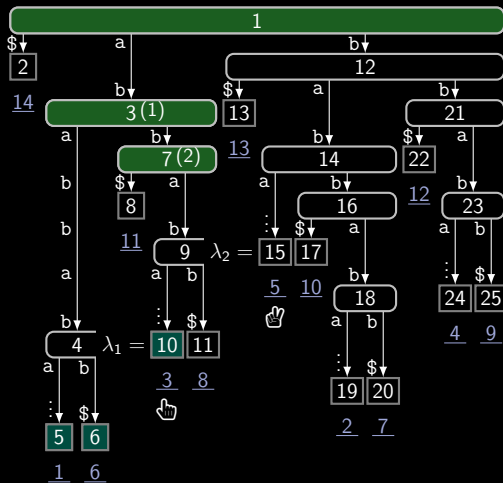 1
$ a b
2 12
14 b $ a b
3(1) 13 21
a b 13 $ b
7(2) 14 22
b $ a b 12 23
8 16 a b
b 11 b ⋮ $ a
9 λ₂ = 15 17 ⋮ $
a a b 5 10 b 24 25
⋮ $ 18 4 9
b a b
4 λ₁ = 10 11
a b 3 8 ⋮ $
19 20
⋮ $ 2 7
5 6
1 6